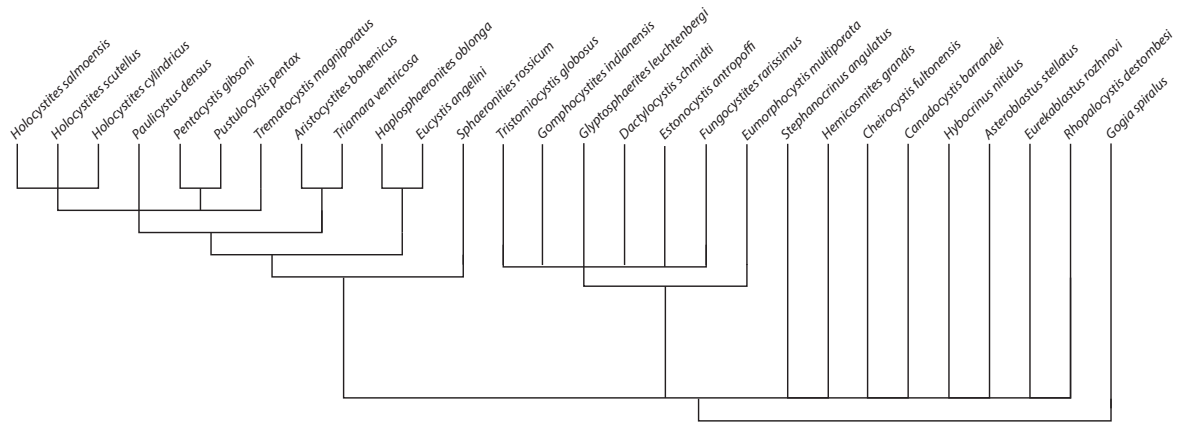 Holocystites salmoensis
Holocystites scutellus
Holocystites cylindricus
Paulicystus densus
Pentacystis gibsoni
Pustulocystis pentax
Trematocystis magniporatus
Aristocystites bohemicus
Triamara ventricosa
Haplosphaeronites oblonga
Eucystis angelini
Sphaeronities rossicum
Tristomiocystis globosus
Gomphocystites indianensis
Glyptosphaerites leuchtenbergi
Dactylocystis schmidti
Estonocystis antropoffi
Fungocystites rarissimus
Eumorphocystis multiporata
Stephanocrinus angulatus
Hemicosmites grandis
Cheirocystis fultonensis
Canadocystis barrandei
Hybocrinus nitidus
Asteroblastus stellatus
Eurekablastus rozhnovi
Rhopalocystis destombesi
Gogia spiralus